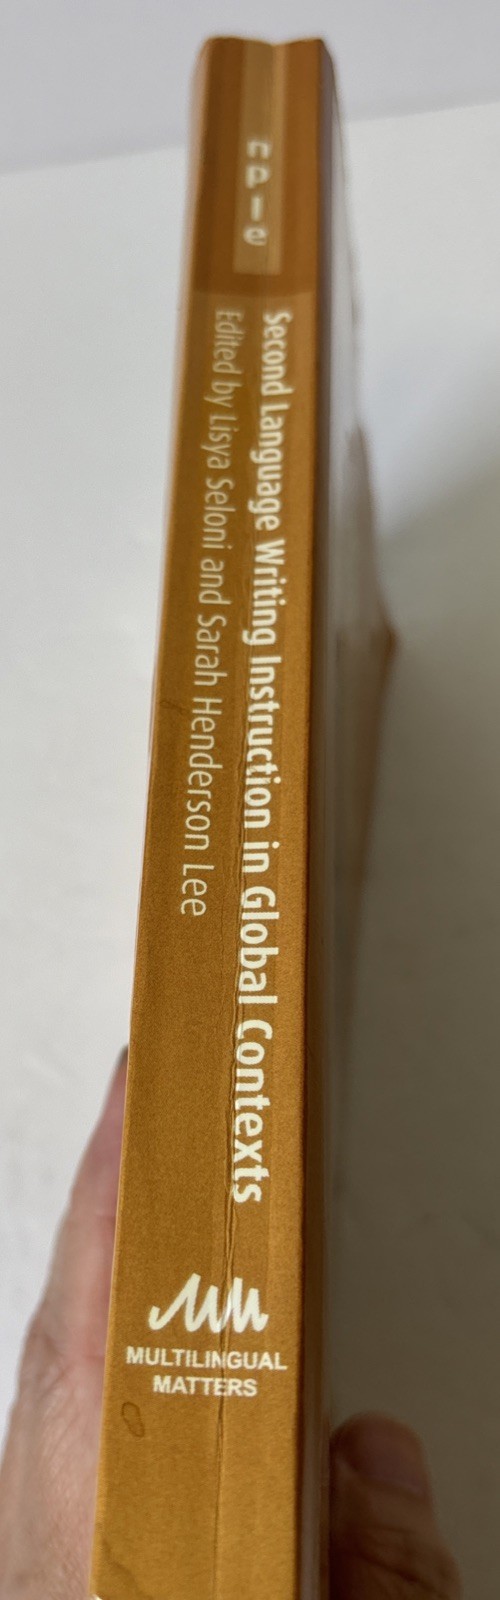 Second Language Writing Instruction in Global Contexts
Edited by Lisya Seloni and Sarah Henderson Lee
MULTILINGUAL
MATTERS